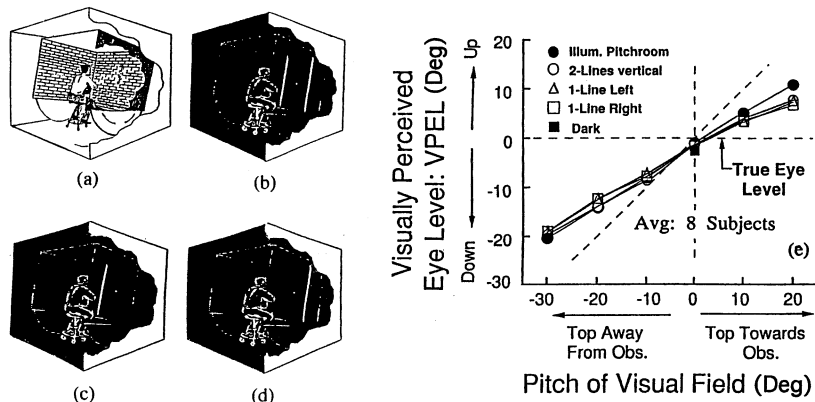 (a)
(b)
(c)
(d)
Visually Perceived
Eye Level: VPEL (Deg)
Down
Up
20
10
0
-10
-20
-30
Illum. Pitchroom
2-Lines vertical
1-Line Left
1-Line Right
Dark
True Eye
Level
Avg: 8 Subjects
(e)
-30
-20
-10
0
10
20
Top Away
From Obs.
Top Towards
Obs.
Pitch of Visual Field (Deg)